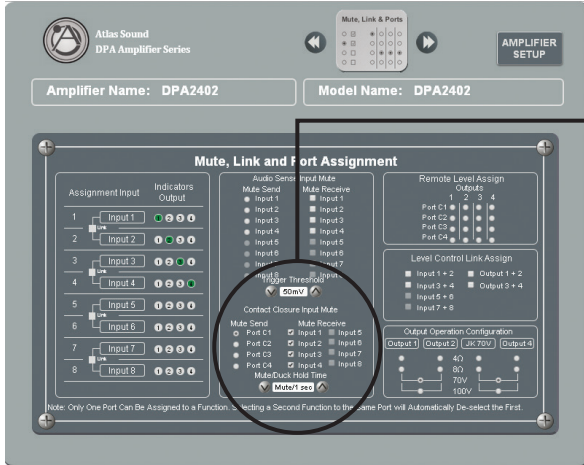 Atlas Sound
DPA Amplifier Series
Mute, Link & Ports
AMPLIFIER
SETUP
Amplifier Name: DPA2402
Model Name: DPA2402
Mute, Link and Port Assignment
Assignment Input
Indicators
Output
1 Input 1 1 2 3 4
Link
2 Input 2 1 2 3 4
3 Input 3 1 2 3 4
Link
4 Input 4 1 2 3 4
5 Input 5 1 2 3 4
Link
6 Input 6 1 2 3 4
7 Input 7 1 2 3 4
Link
8 Input 8 1 2 3 4
Audio Sense Input Mute
Mute Send Mute Receive
Input 1 Input 1
Input 2 Input 2
Input 3 Input 3
Input 4 Input 4
Input 5 Input 5
Input 6 Input 6
Input 7 Input 7
Input 8 Input 8
Trigger Threshold
50mV
Contact Closure Input Mute
Mute Send Mute Receive
Port C1 Input 1 Input 5
Port C2 Input 2 Input 6
Port C3 Input 3 Input 7
Port C4 Input 4 Input 8
Mute/Duck Hold Time
Mute/1 sec
Remote Level Assign
Outputs
1 2 3 4
Port C1
Port C2
Port C3
Port C4
Level Control Link Assign
Input 1 + 2 Output 1 + 2
Input 3 + 4 Output 3 + 4
Input 5 + 6
Input 7 + 8
Output Operation Configuration
Output 1 Output 2 JK 70V Output 4
4Ω
8Ω
70V
100V
Note: Only One Port Can Be Assigned to a Function. Selecting a Second Function to the Same Port will Automatically De-select the First.